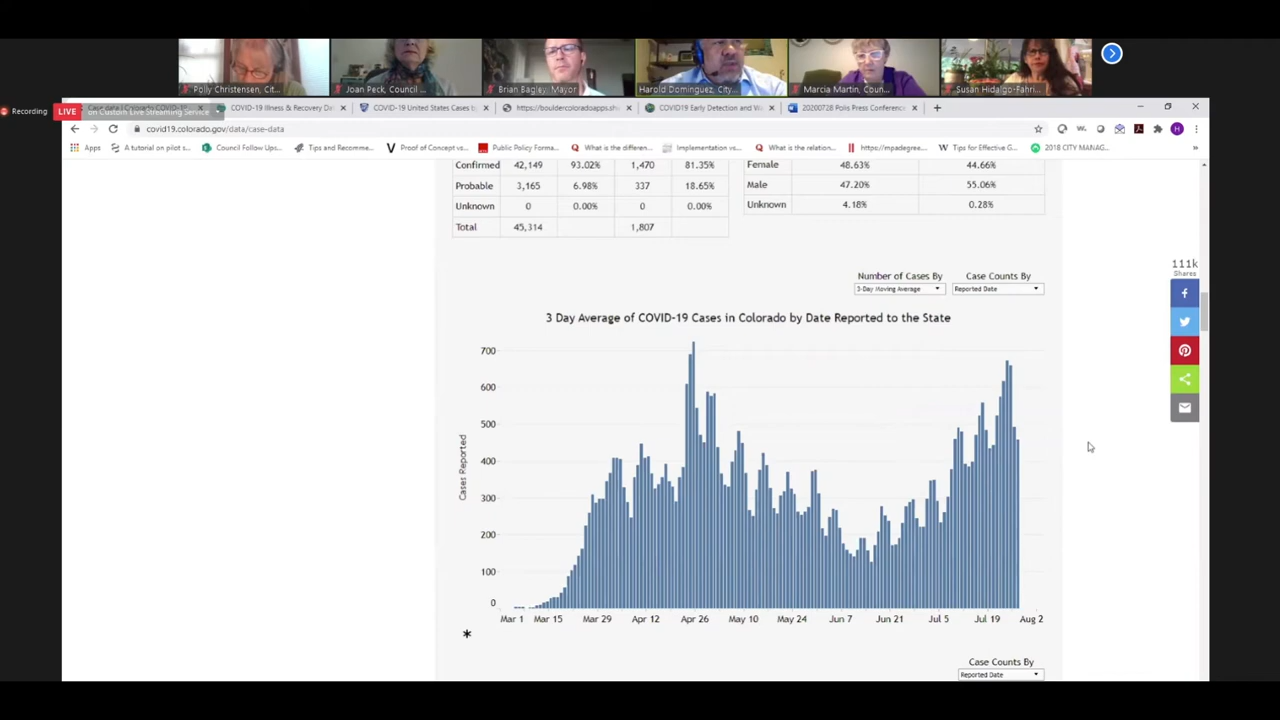 Polly Christensen, Cit...
Joan Peck, Council ...
Brian Bagley, Mayor
Harold Dominguez, City...
Marcia Martin, Coun...
Susan Hidalgo-Fahri...
Recording
LIVE
on Custom Live Streaming Service
Case data | Colorado COVID-19 ...
COVID-19 Illness & Recovery Da
COVID-19 United States Cases b
https://bouldercoloradoapps.shi
COVID19 Early Detection and W
20200728 Polis Press Conference
covid19.colorado.gov/data/case-data
Apps
A tutorial on pilot s...
Council Follow Ups...
Tips and Recomme...
Proof of Concept vs...
Public Policy Forma...
What is the differen...
Implementation vs...
What is the relation...
https://mpadegree...
Tips for Effective G...
2018 CITY MANAG...
»
Confirmed 42,149 93.02% 1,470 81.35%
Probable 3,165 6.98% 337 18.65%
Unknown 0 0.00% 0 0.00%
Total 45,314 1,807
Female 48.63% 44.66%
Male 47.20% 55.06%
Unknown 4.18% 0.28%
111k
Shares
Number of Cases By
3-Day Moving Average
Case Counts By
Reported Date
3 Day Average of COVID-19 Cases in Colorado by Date Reported to the State
Cases Reported
700
600
500
400
300
200
100
0
Mar 1 Mar 15 Mar 29 Apr 12 Apr 26 May 10 May 24 Jun 7 Jun 21 Jul 5 Jul 19 Aug 2
*
Case Counts By
Reported Date